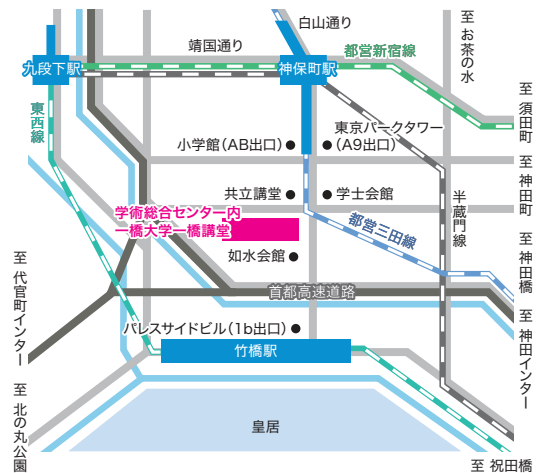 白山通り
至 お茶の水
靖国通り
都営新宿線
九段下駅
神保町駅
至 須田町
東西線
東京パークタワー
(A9出口)
小学館(AB出口)
至 神田町
共立講堂
学士会館
半蔵門線
学術総合センター内
一橋大学一橋講堂
都営三田線
至 神田橋
如水会館
至 代官町インター
首都高速道路
至 神田インター
パレスサイドビル(1b出口)
竹橋駅
至 北の丸公園
皇居
至 祝田橋